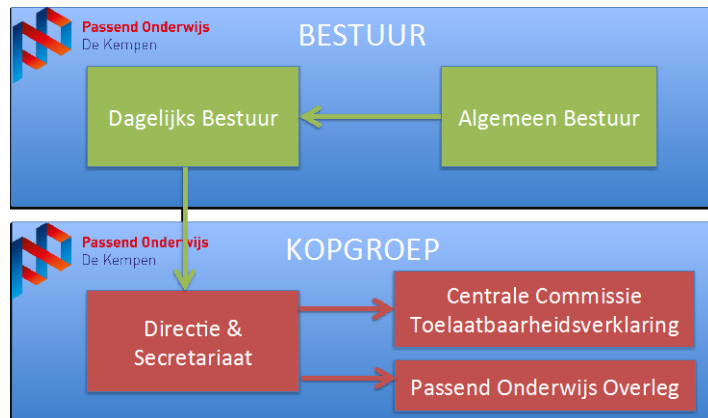 Passend Onderwijs
De Kempen
BESTUUR
Dagelijks Bestuur
Algemeen Bestuur
Passend Onderwijs
De Kempen
KOPGROEP
Directie &
Secretariaat
Centrale Commissie
Toelaatbaarheidsverklaring
Passend Onderwijs Overleg